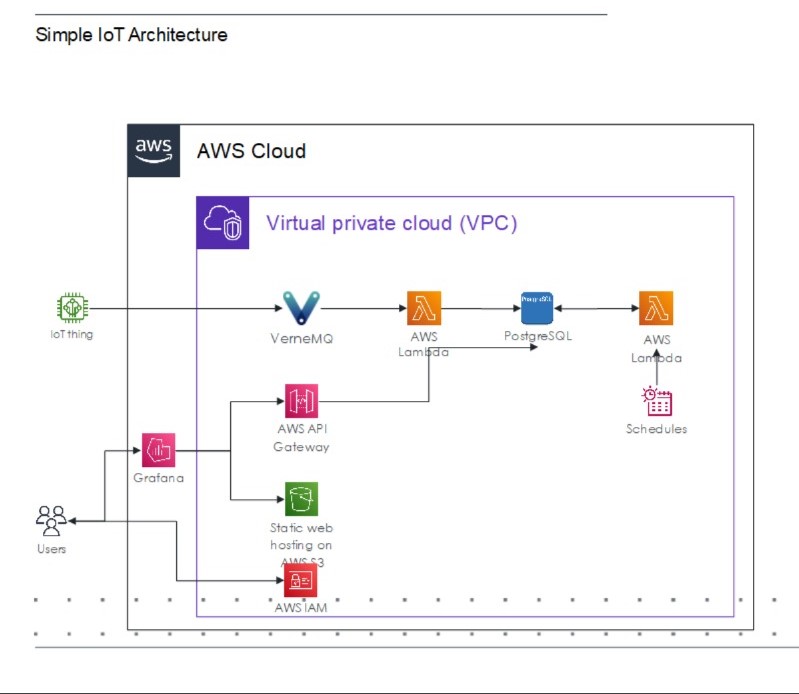 Simple IoT Architecture
aws
AWS Cloud
Virtual private cloud (VPC)
IoT thing
VerneMQ
AWS
Lambda
PostgreSQL
PostgreSQL
AWS
Lambda
AWS API
Gateway
Schedules
Grafana
Static web
hosting on
AWS S3
Users
AWS IAM